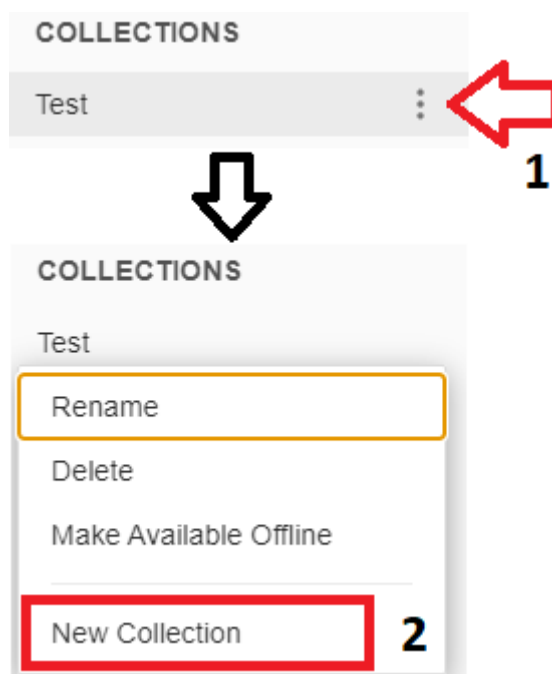 COLLECTIONS
Test
1
COLLECTIONS
Test
Rename
Delete
Make Available Offline
New Collection 2